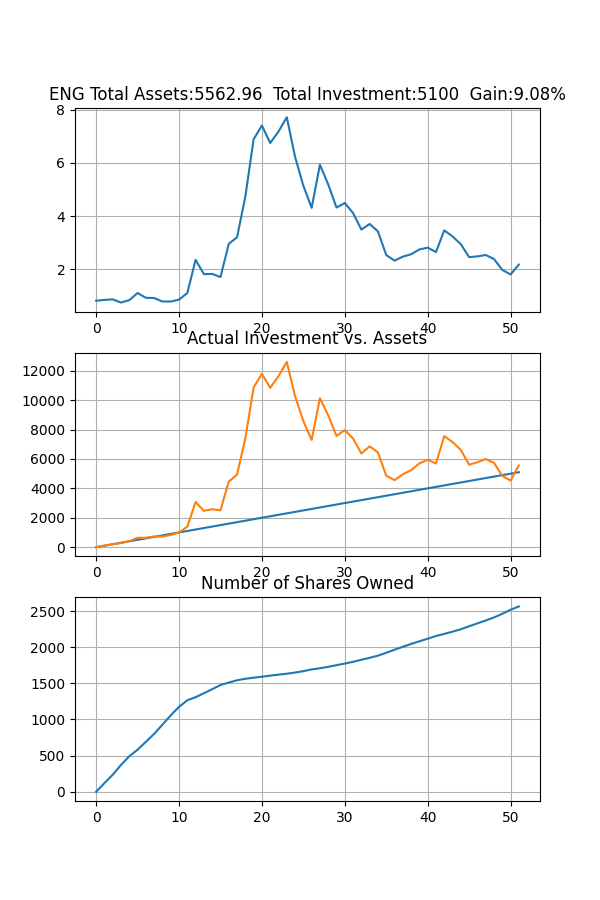 ENG Total Assets:5562.96  Total Investment:5100  Gain:9.08%
8
6
4
2
0 10 20 30 40 50
Actual Investment vs. Assets
12000
10000
8000
6000
4000
2000
0
0 10 20 30 40 50
Number of Shares Owned
2500
2000
1500
1000
500
0
0 10 20 30 40 50